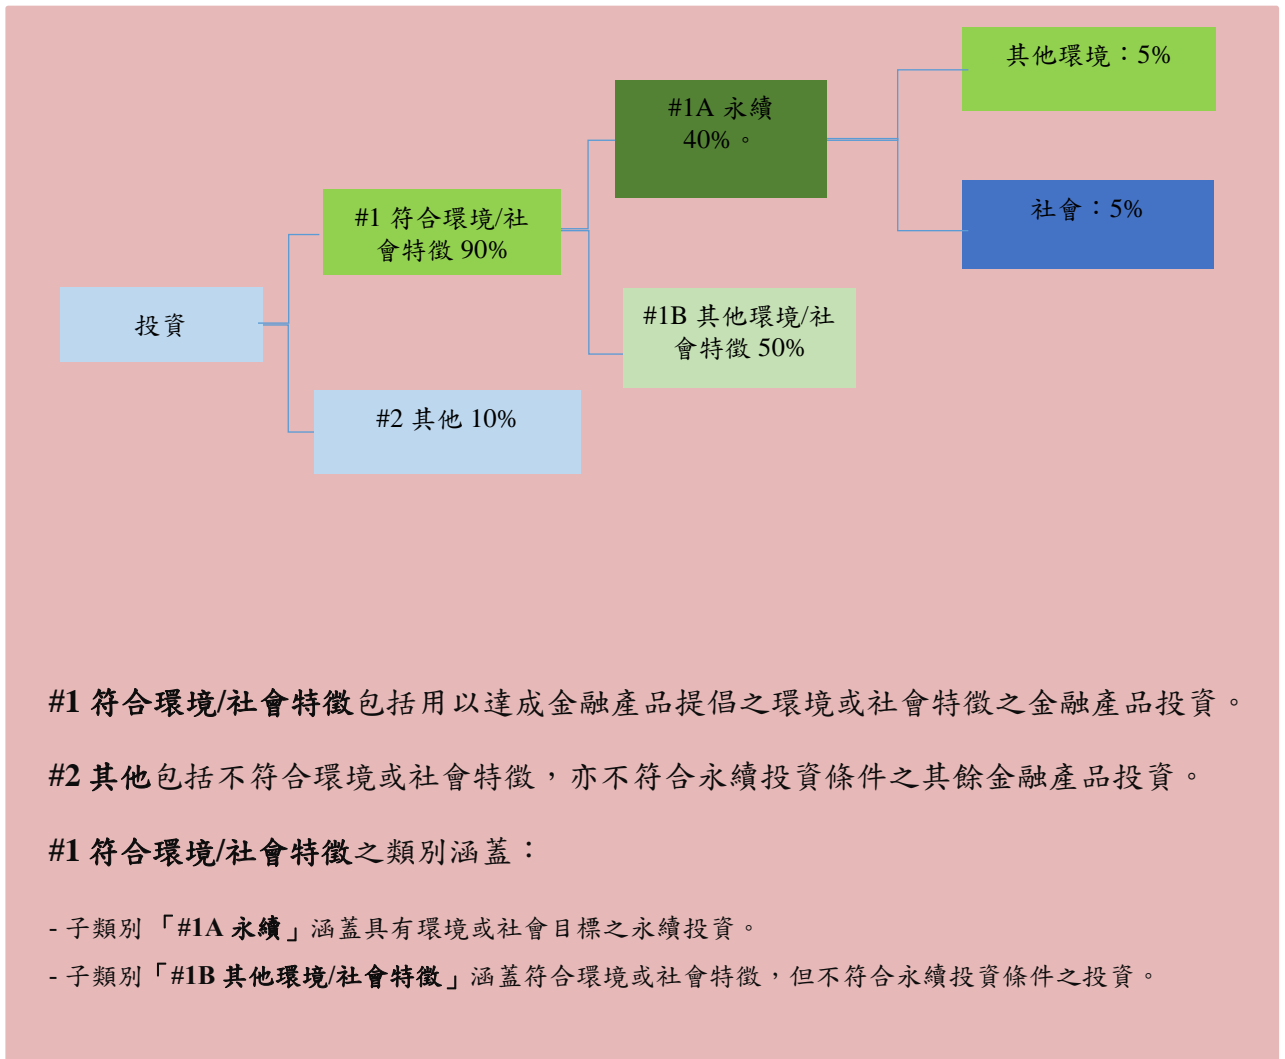 其他環境：5%
#1A 永續
40%。
#1 符合環境/社
會特徵 90%
社會：5%
投資
#1B 其他環境/社
會特徵 50%
#2 其他 10%
#1 符合環境/社會特徵包括用以達成金融產品提倡之環境或社會特徵之金融產品投資。
#2 其他包括不符合環境或社會特徵，亦不符合永續投資條件之其餘金融產品投資。
#1 符合環境/社會特徵之類別涵蓋：
- 子類別「#1A 永續」涵蓋具有環境或社會目標之永續投資。
- 子類別「#1B 其他環境/社會特徵」涵蓋符合環境或社會特徵，但不符合永續投資條件之投資。